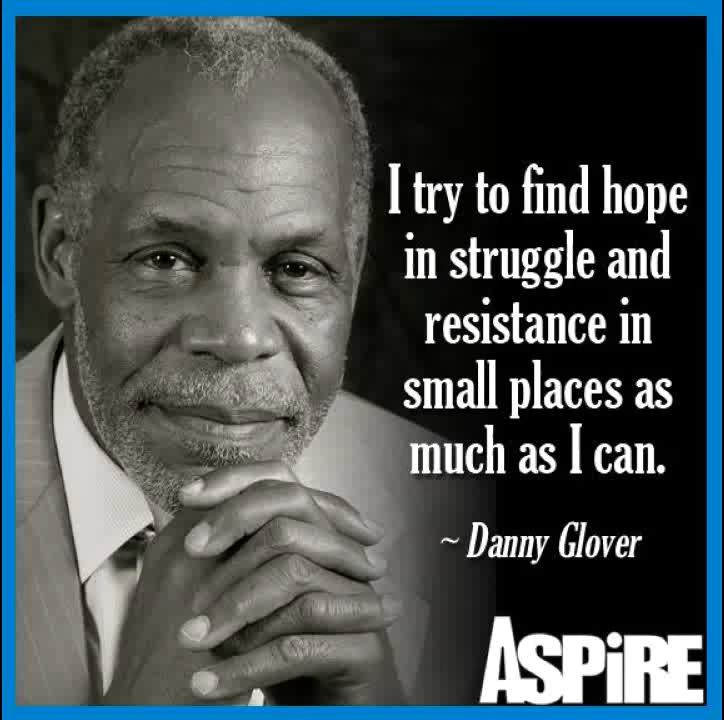 I try to find hope
in struggle and
resistance in
small places as
much as I can.
~ Danny Glover
ASPiRE